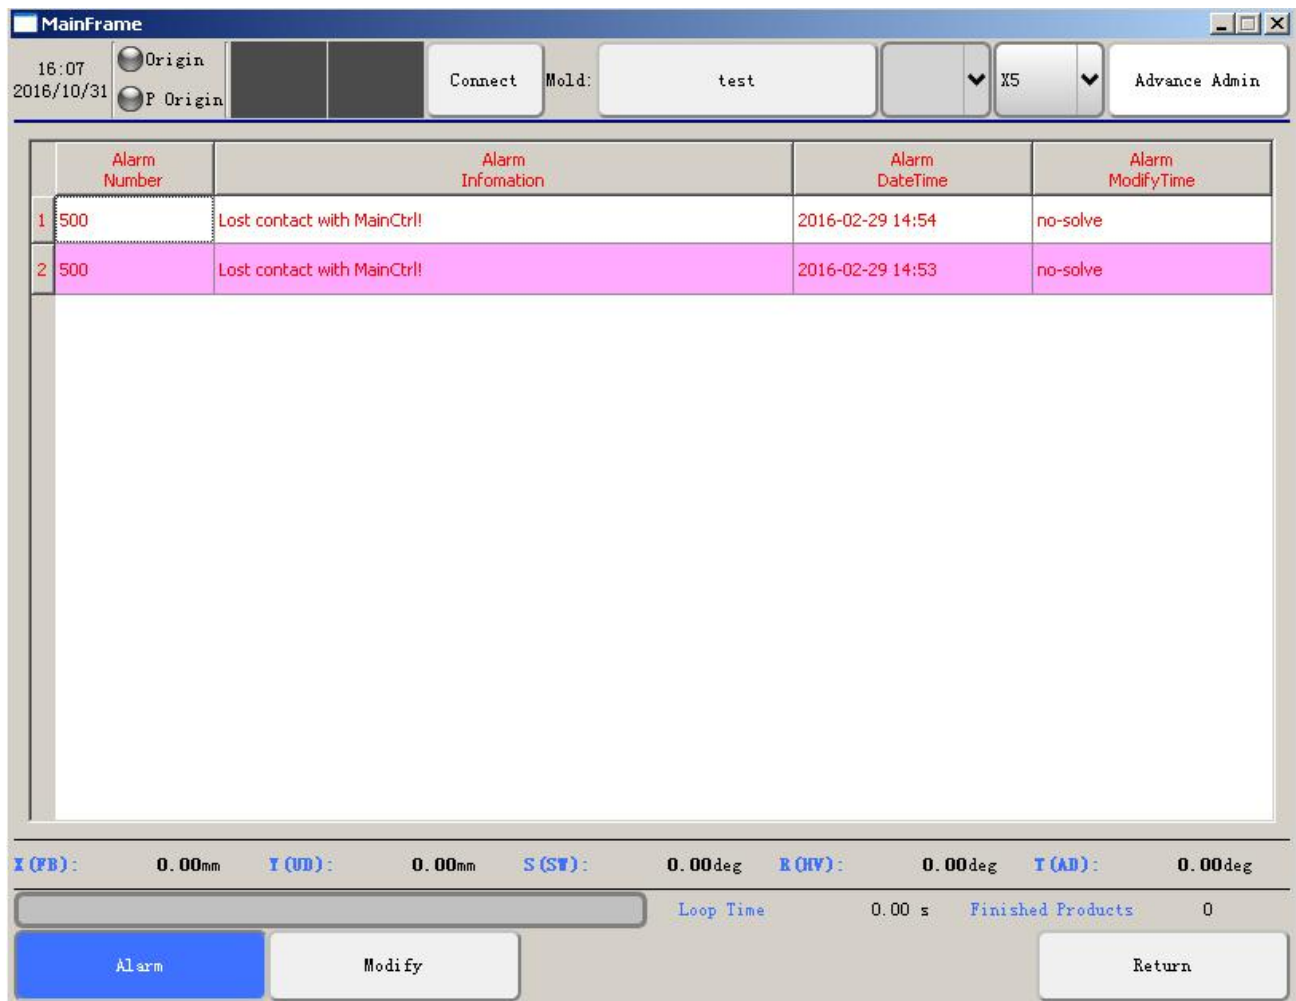 MainFrame
16:07
2016/10/31
Origin
P Origin
Connect
Mold:
test
X5
Advance Admin
Alarm Number
Alarm Infomation
Alarm DateTime
Alarm ModifyTime
1 500 Lost contact with MainCtrl! 2016-02-29 14:54 no-solve
2 500 Lost contact with MainCtrl! 2016-02-29 14:53 no-solve
X(FB): 0.00mm Y(UD): 0.00mm S(SW): 0.00deg R(HV): 0.00deg T(AD): 0.00deg
Loop Time 0.00 s Finished Products 0
Alarm
Modify
Return